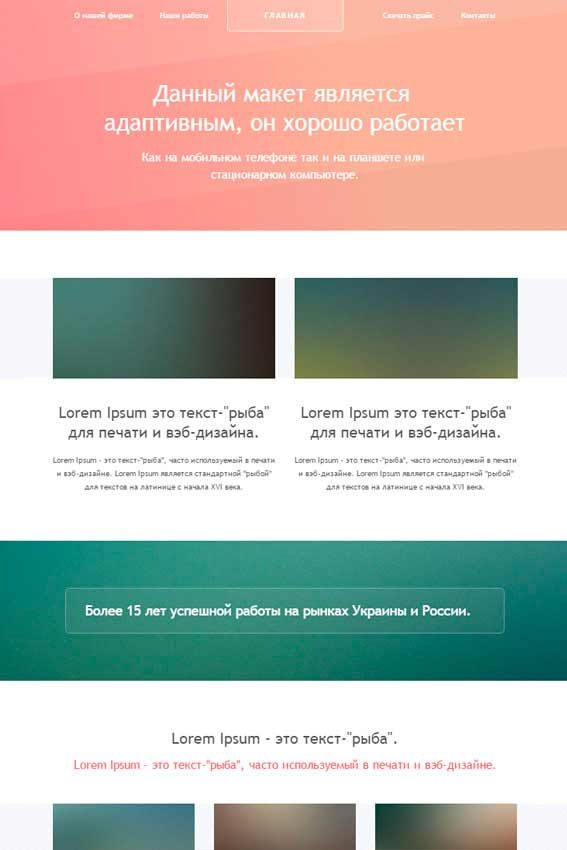 О нашей фирме Наши работы ГЛАВНАЯ Скачать прайс Контакты
Данный макет является
адаптивным, он хорошо работает
Как на мобильном телефоне так и на планшете или
стационарном компьютере.
Lorem Ipsum это текст-"рыба"
для печати и вэб-дизайна.
Lorem Ipsum - это текст-"рыба", часто используемый в печати
и вэб-дизайне. Lorem Ipsum является стандартной "рыбой"
для текстов на латинице с начала XVI века.
Lorem Ipsum это текст-"рыба"
для печати и вэб-дизайна.
Lorem Ipsum - это текст-"рыба", часто используемый в печати
и вэб-дизайне. Lorem Ipsum является стандартной "рыбой"
для текстов на латинице с начала XVI века.
Более 15 лет успешной работы на рынках Украины и России.
Lorem Ipsum - это текст-"рыба".
Lorem Ipsum - это текст-"рыба", часто используемый в печати и вэб-дизайне.